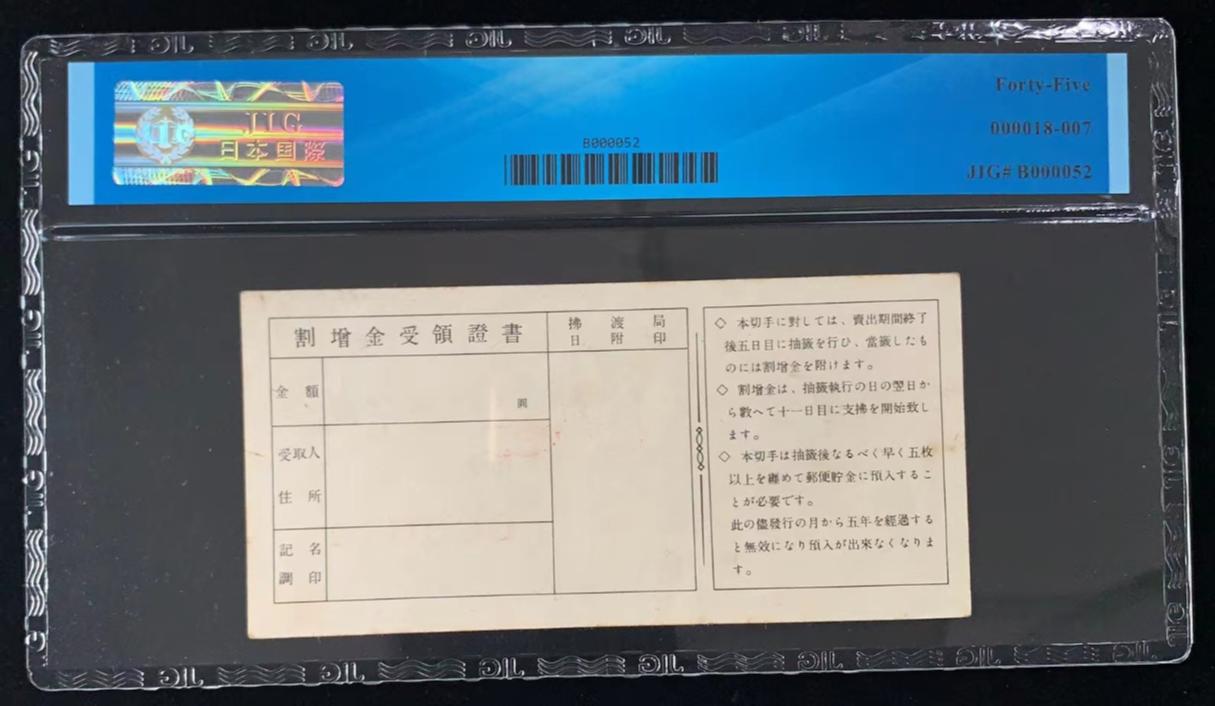 JIG
日本国際
B000052
Forty-Five
000018-007
JJG# B000052
割增金受領證書
拂渡局
日附印
金額
圓
受取人
住所
記名
調印
◇ 本切手に對しては、賣出期間終了
後五日目に抽籤を行ひ、當籤したも
のには割增金を附けます。
◇ 割增金は、抽籤執行の日の翌日か
ら數へて十一日目に支拂を開始致し
ます。
◇ 本切手は抽籤後なるべく早く五枚
以上を纏めて郵便貯金に預入するこ
とが必要です。
此の儘發行の月から五年を經過する
と無效になり預入が出來なくなりま
す。